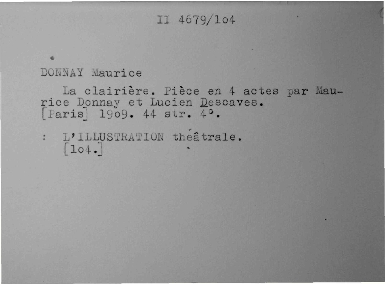 II 4679/104
DONNAY Maurice
La clairière. Pièce en 4 actes par Mau-
rice Donnay et Lucien Descaves.
[Paris] 1909. 44 str. 4°.
: L'ILLUSTRATION théâtrale.
[104.]